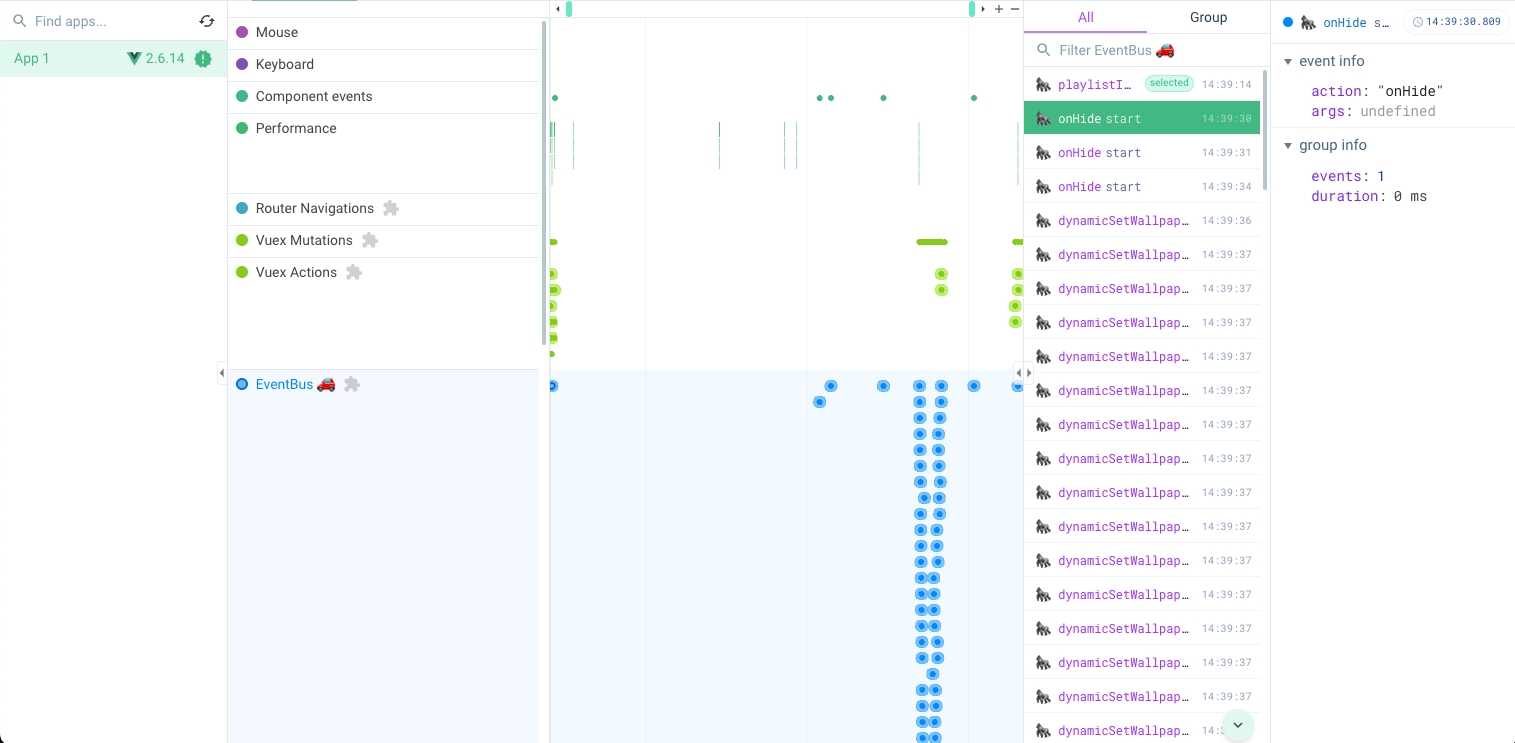 Find apps...
App 1
2.6.14
Mouse
Keyboard
Component events
Performance
Router Navigations
Vuex Mutations
Vuex Actions
EventBus 🚗
All
Group
Filter EventBus 🚗
playlistI… selected 14:39:14
onHide start 14:39:30
onHide start 14:39:31
onHide start 14:39:34
dynamicSetWallpap… 14:39:36
dynamicSetWallpap… 14:39:37
dynamicSetWallpap… 14:39:37
dynamicSetWallpap… 14:39:37
dynamicSetWallpap… 14:39:37
dynamicSetWallpap… 14:39:37
dynamicSetWallpap… 14:39:37
dynamicSetWallpap… 14:39:37
dynamicSetWallpap… 14:39:37
dynamicSetWallpap… 14:39:37
dynamicSetWallpap… 14:39:37
dynamicSetWallpap… 14:39:37
dynamicSetWallpap… 14:39:37
dynamicSetWallpap… 14:39:37
dynamicSetWallpap… 14:39:37
dynamicSetWallpap…
onHide s… 14:39:30.809
event info
action: "onHide"
args: undefined
group info
events: 1
duration: 0 ms